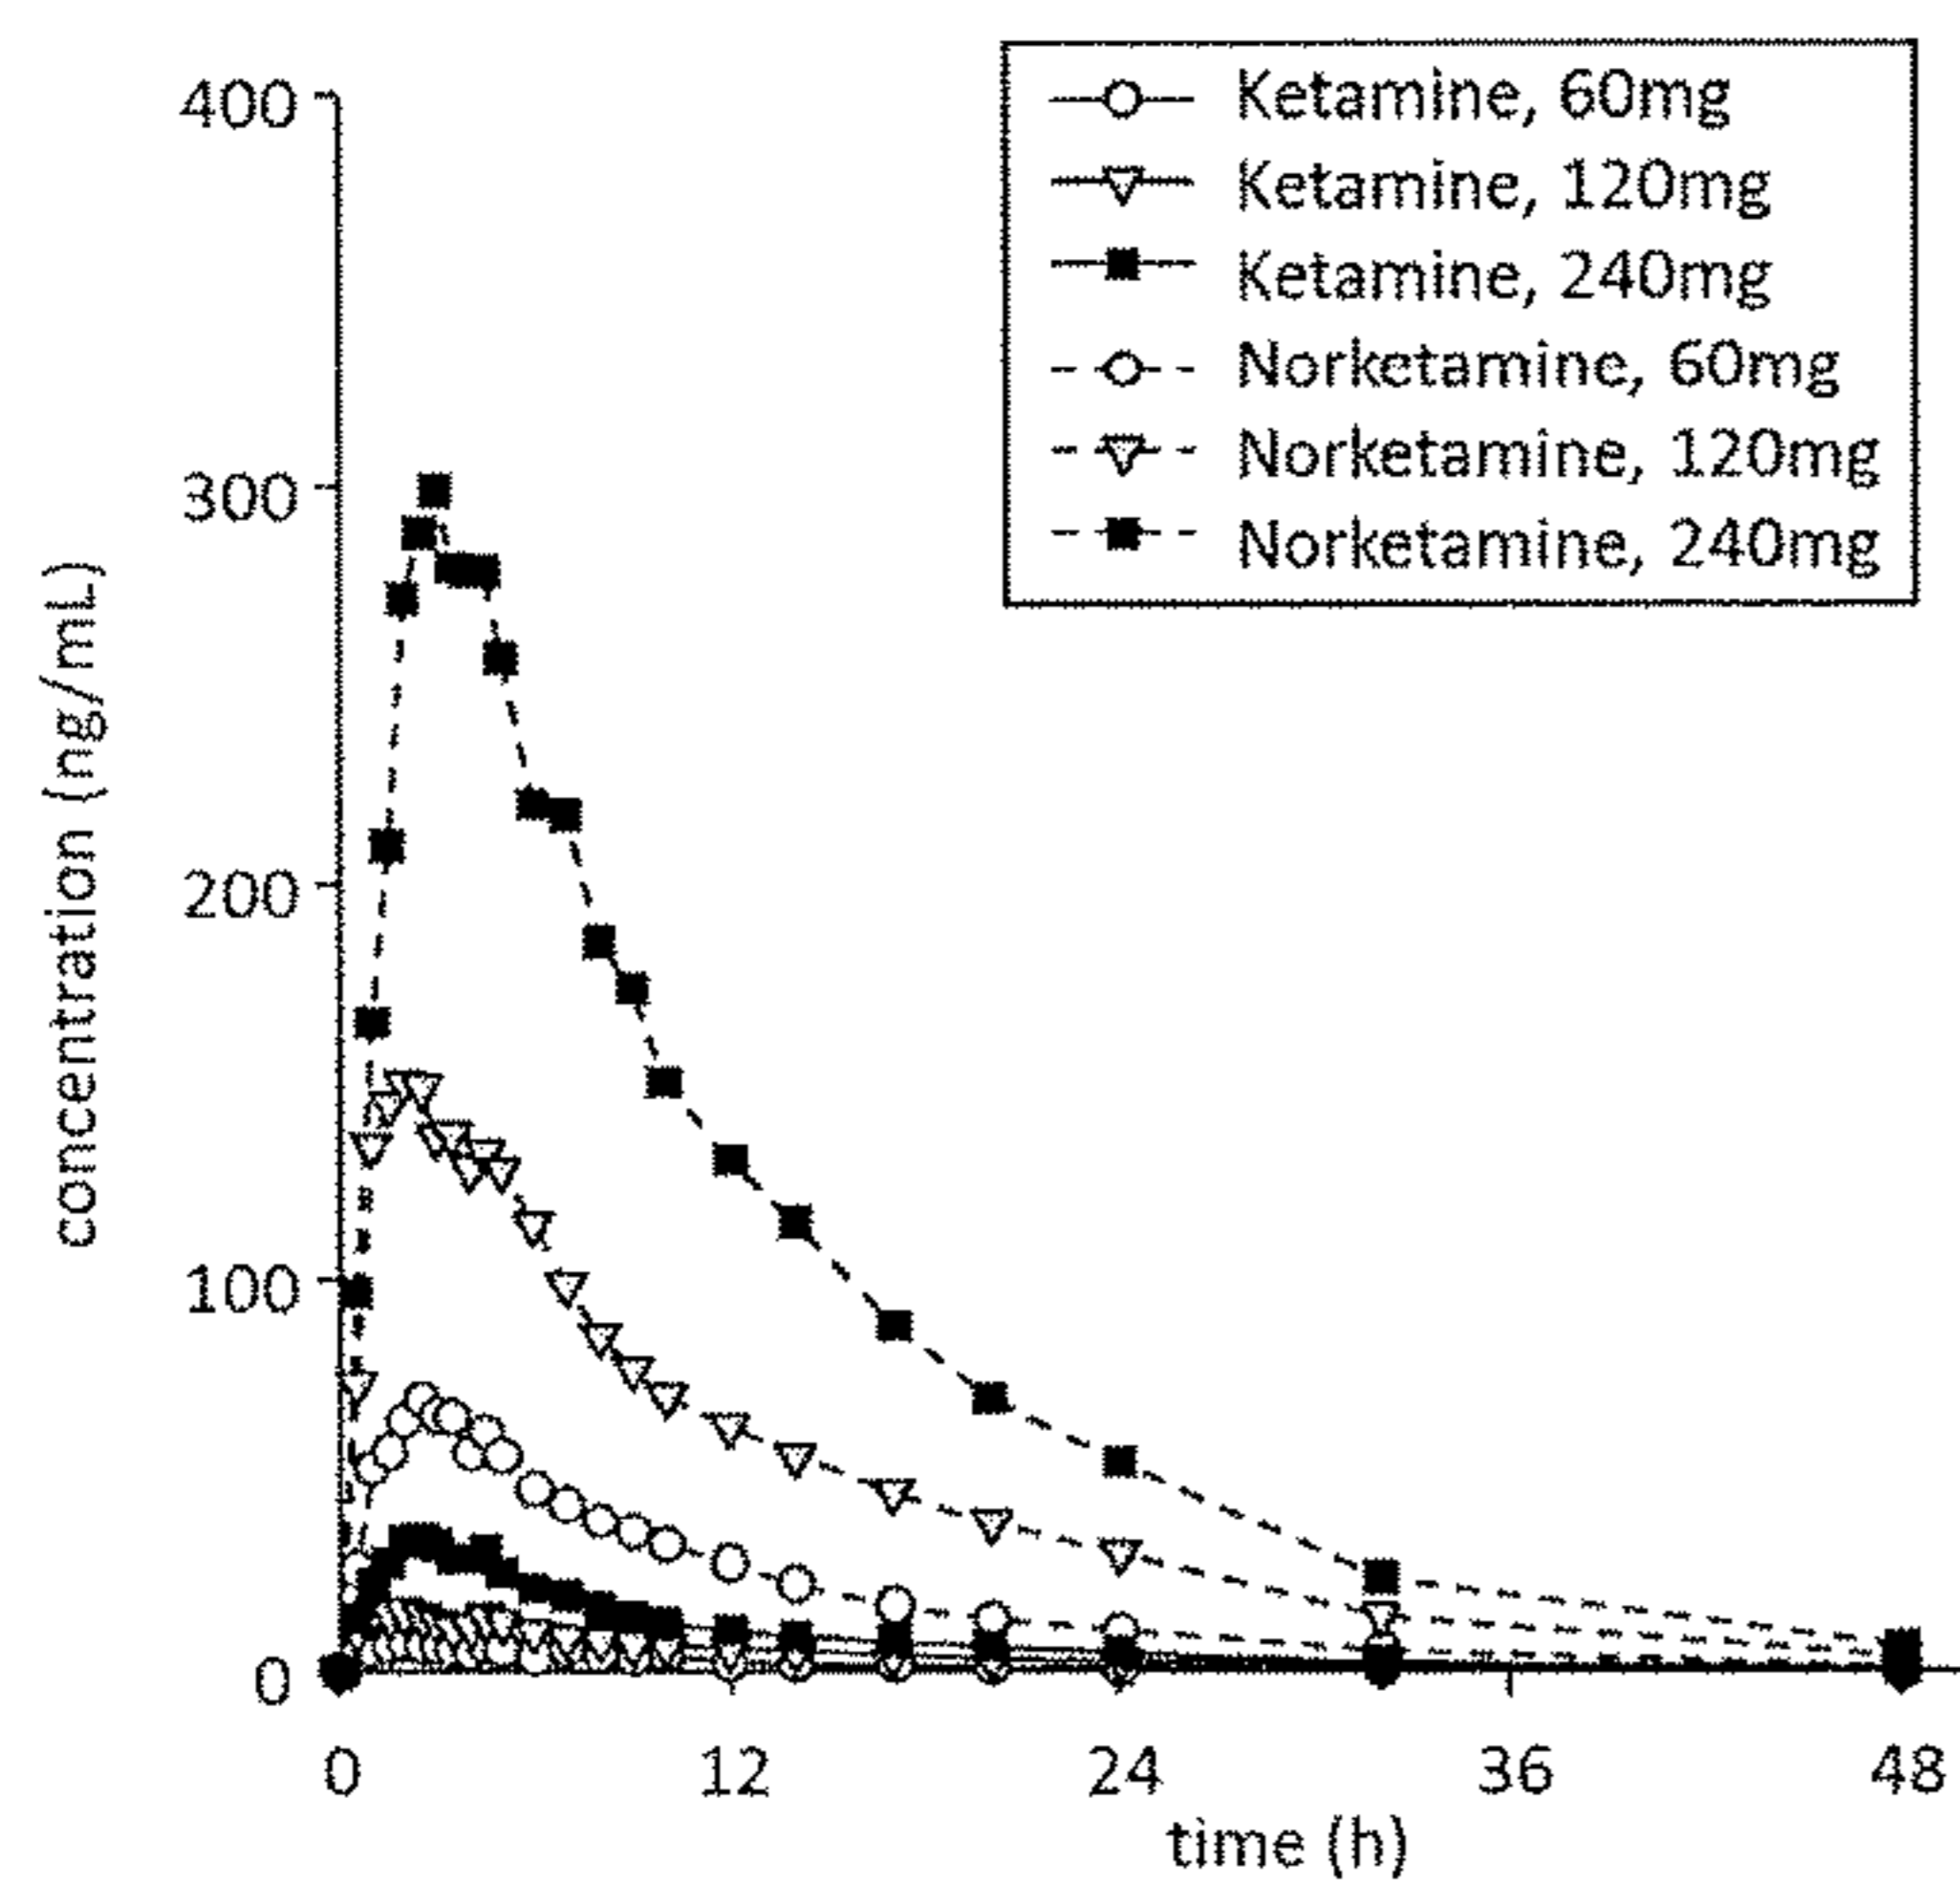 400
300
200
100
0
concentration (ng/mL)
Ketamine, 60mg
Ketamine, 120mg
Ketamine, 240mg
Norketamine, 60mg
Norketamine, 120mg
Norketamine, 240mg
0 12 24 36 48
time (h)